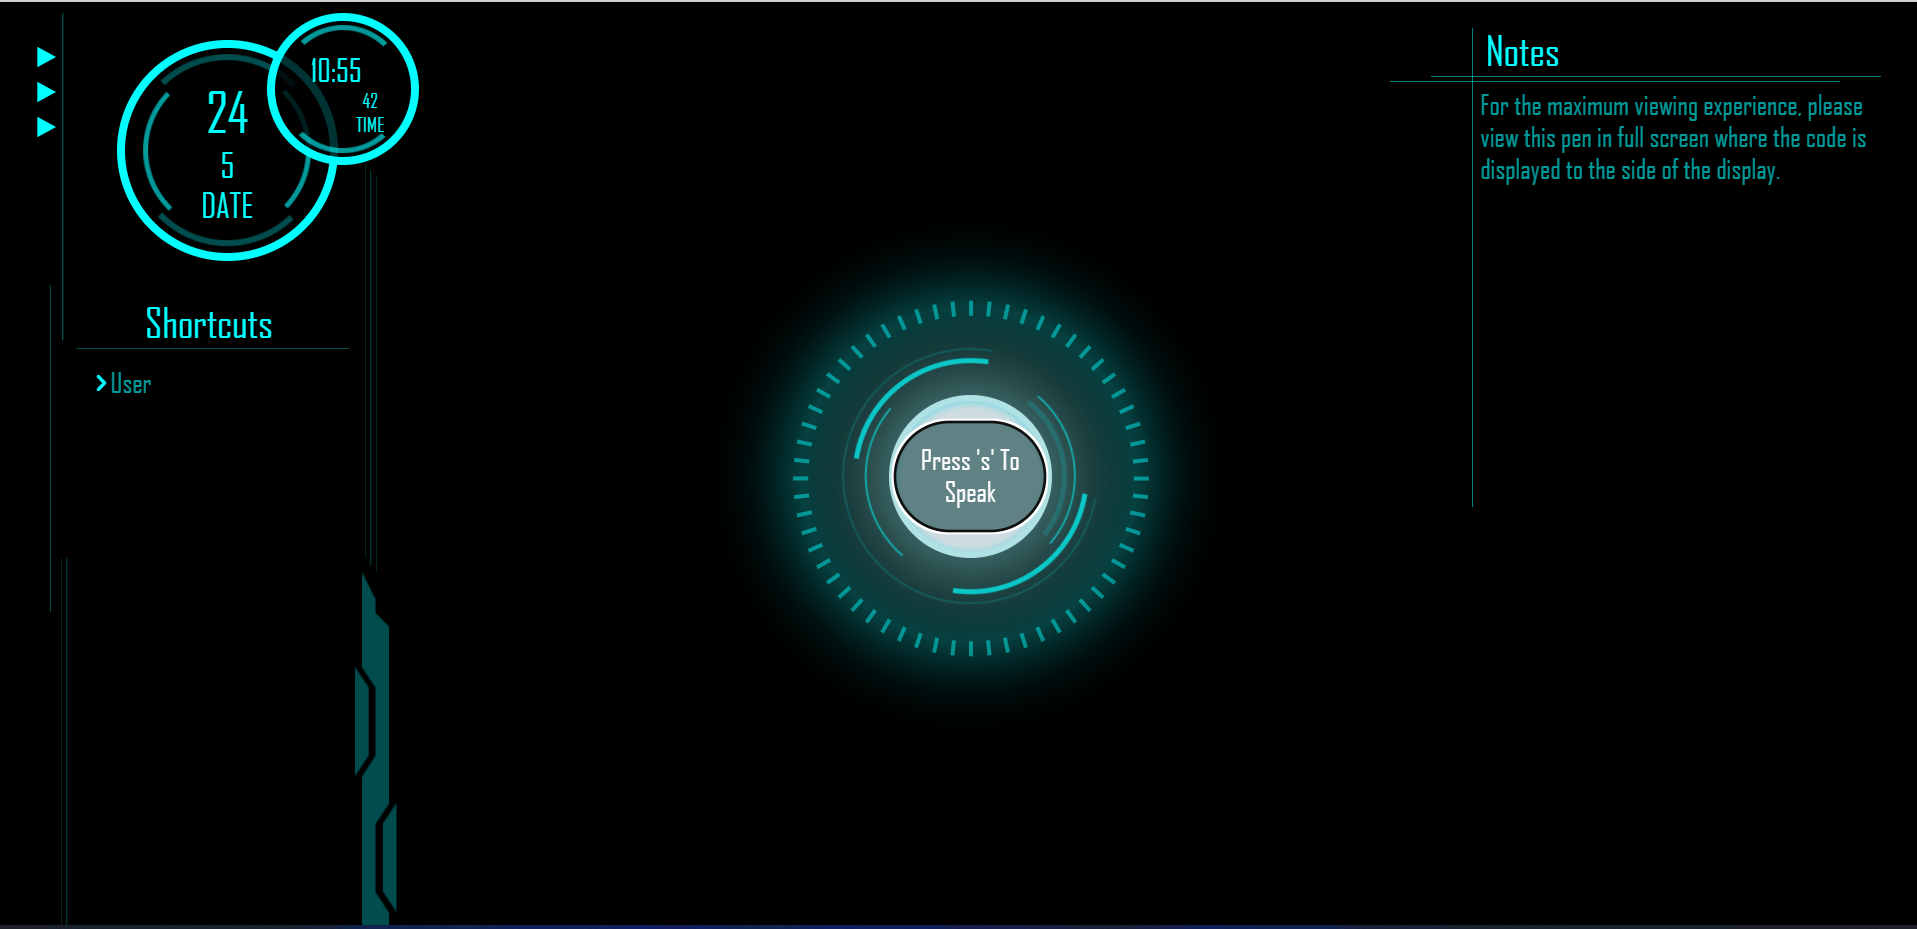 10:55
42
TIME
24
5
DATE
Shortcuts
User
Press 's' To
Speak
Notes
For the maximum viewing experience, please
view this pen in full screen where the code is
displayed to the side of the display.